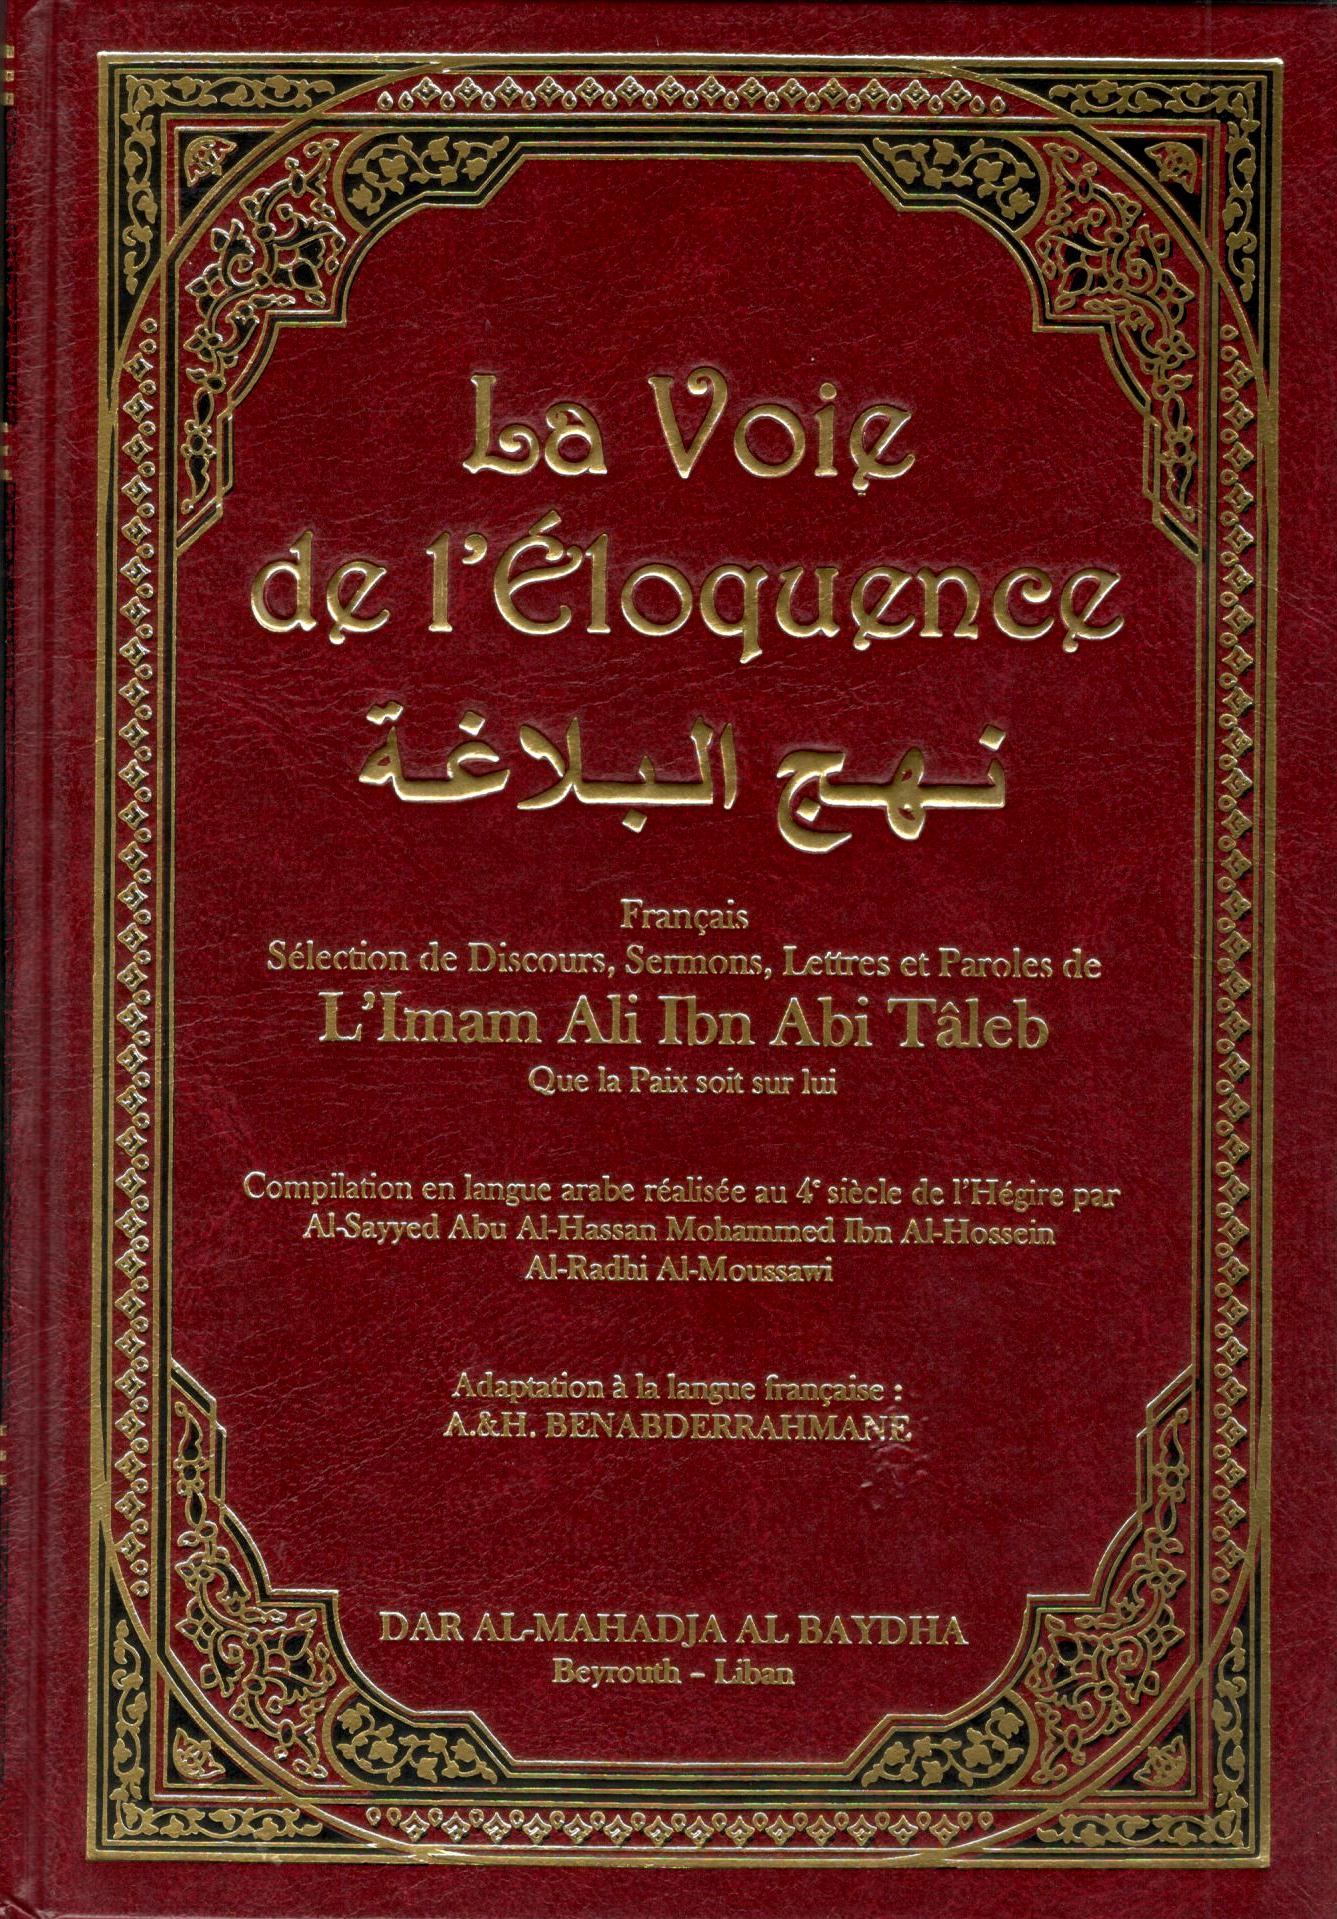 La Voie
de l'Éloquence
نهج البلاغة
Français
Sélection de Discours, Sermons, Lettres et Paroles de
L'Imam Ali Ibn Abi Tâleb
Que la Paix soit sur lui
Compilation en langue arabe réalisée au 4e siècle de l'Hégire par
Al-Sayyed Abu Al-Hassan Mohammed Ibn Al-Hossein
Al-Radhi Al-Moussawi
Adaptation à la langue française :
A.&H. BENABDERRAHMANE
DAR AL-MAHADJA AL BAYDHA
Beyrouth – Liban